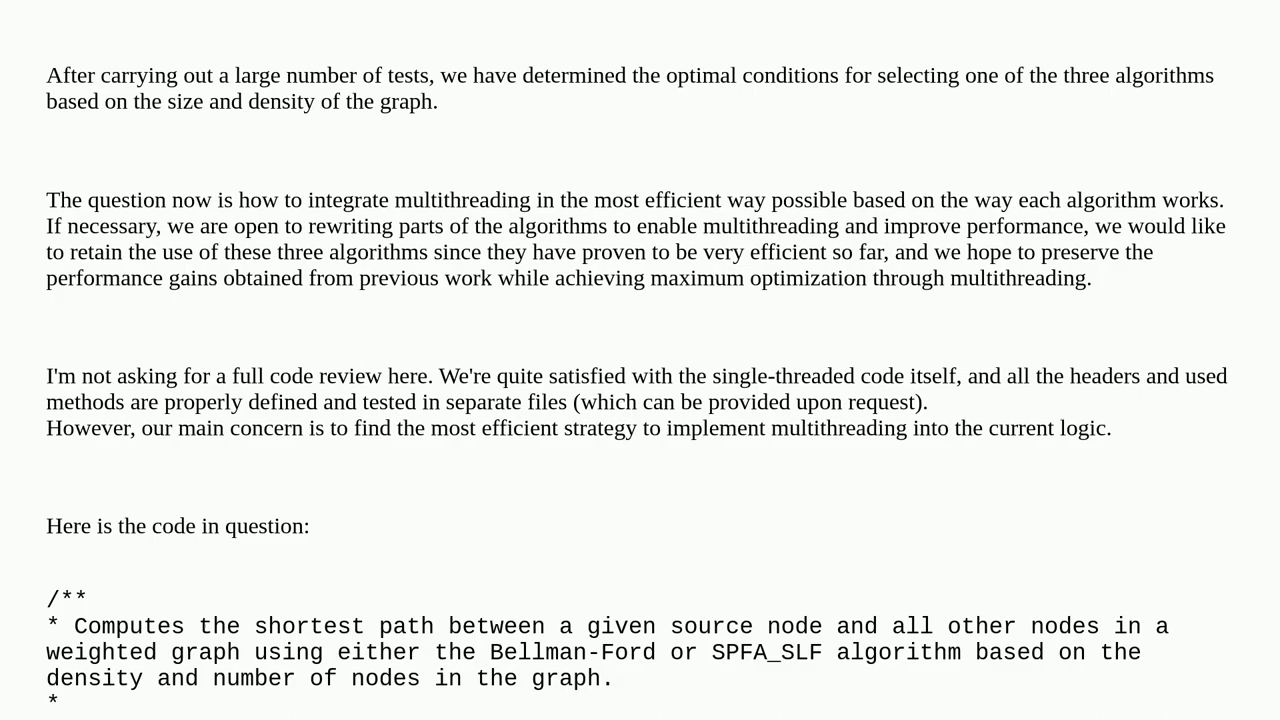 After carrying out a large number of tests, we have determined the optimal conditions for selecting one of the three algorithms
based on the size and density of the graph.
The question now is how to integrate multithreading in the most efficient way possible based on the way each algorithm works.
If necessary, we are open to rewriting parts of the algorithms to enable multithreading and improve performance, we would like
to retain the use of these three algorithms since they have proven to be very efficient so far, and we hope to preserve the
performance gains obtained from previous work while achieving maximum optimization through multithreading.
I'm not asking for a full code review here. We're quite satisfied with the single-threaded code itself, and all the headers and used
methods are properly defined and tested in separate files (which can be provided upon request).
However, our main concern is to find the most efficient strategy to implement multithreading into the current logic.
Here is the code in question:
/**
* Computes the shortest path between a given source node and all other nodes in a
weighted graph using either the Bellman-Ford or SPFA_SLF algorithm based on the
density and number of nodes in the graph.
*